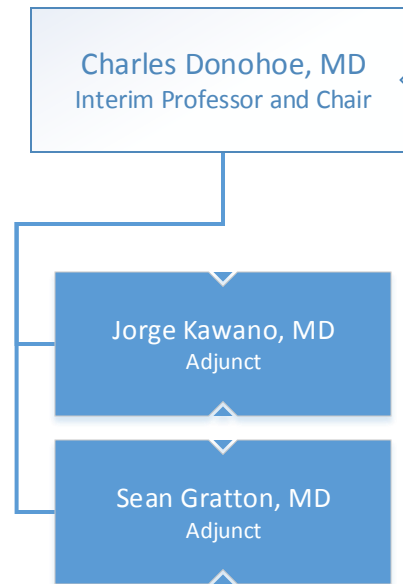 Charles Donohoe, MD
Interim Professor and Chair
Jorge Kawano, MD
Adjunct
Sean Gratton, MD
Adjunct